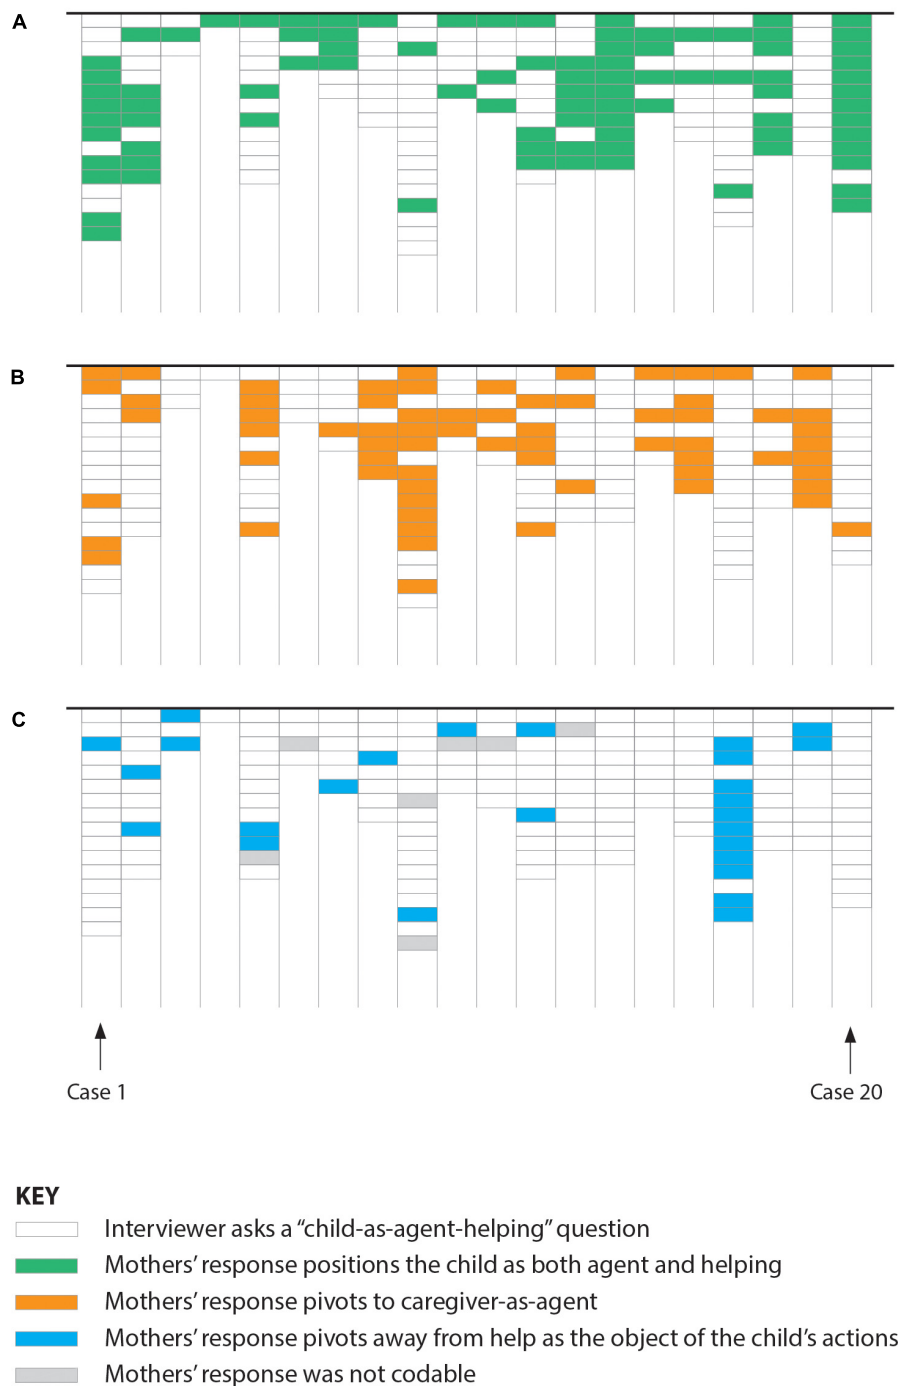 A
B
C
Case 1
Case 20
KEY
Interviewer asks a “child-as-agent-helping” question
Mothers’ response positions the child as both agent and helping
Mothers’ response pivots to caregiver-as-agent
Mothers’ response pivots away from help as the object of the child’s actions
Mothers’ response was not codable